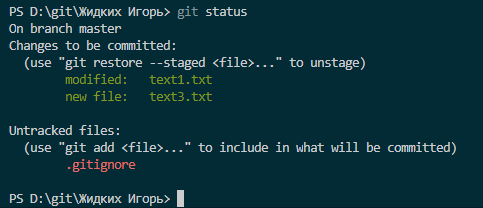 PS D:\git\Жидких Игорь> git status
On branch master
Changes to be committed:
  (use "git restore --staged <file>..." to unstage)
        modified:   text1.txt
        new file:   text3.txt

Untracked files:
  (use "git add <file>..." to include in what will be committed)
        .gitignore

PS D:\git\Жидких Игорь>